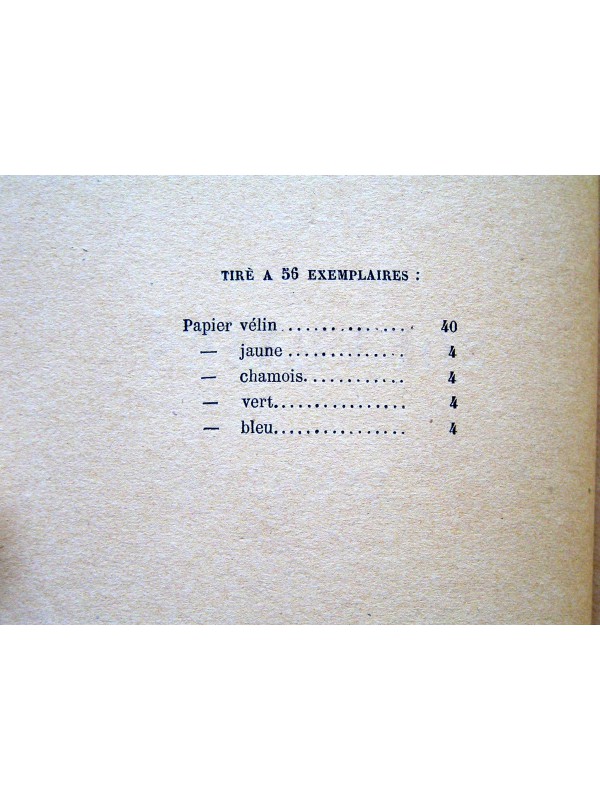 TIRÈ A 56 EXEMPLAIRES :
Papier vélin ............... 40
— jaune ............... 4
— chamois............. 4
— vert................. 4
— bleu................. 4